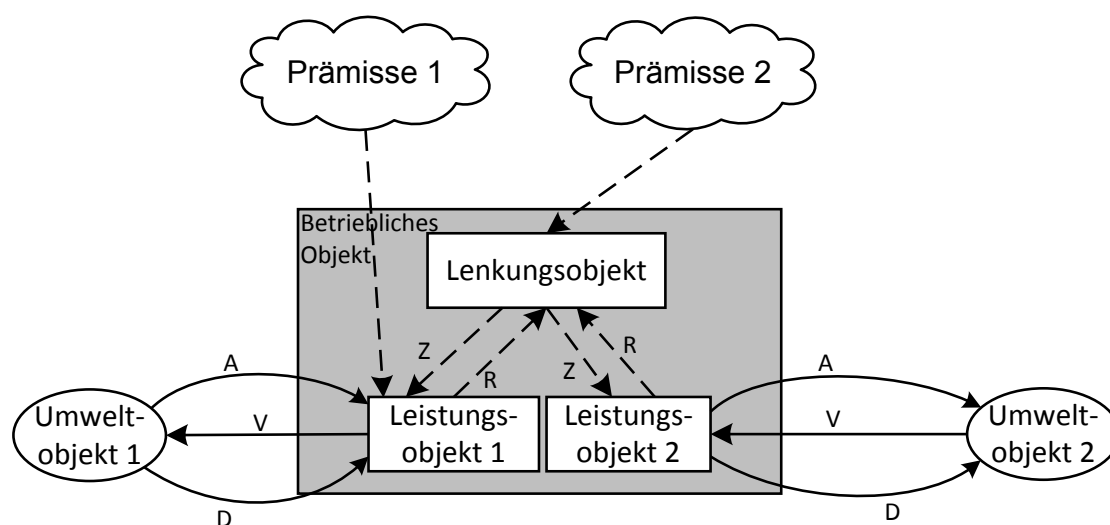 Prämisse 1
Prämisse 2
Betriebliches
Objekt
Lenkungsobjekt
Z
R
Z
R
A
V
D
A
V
D
Umwelt-
objekt 1
Leistungs-
objekt 1
Leistungs-
objekt 2
Umwelt-
objekt 2